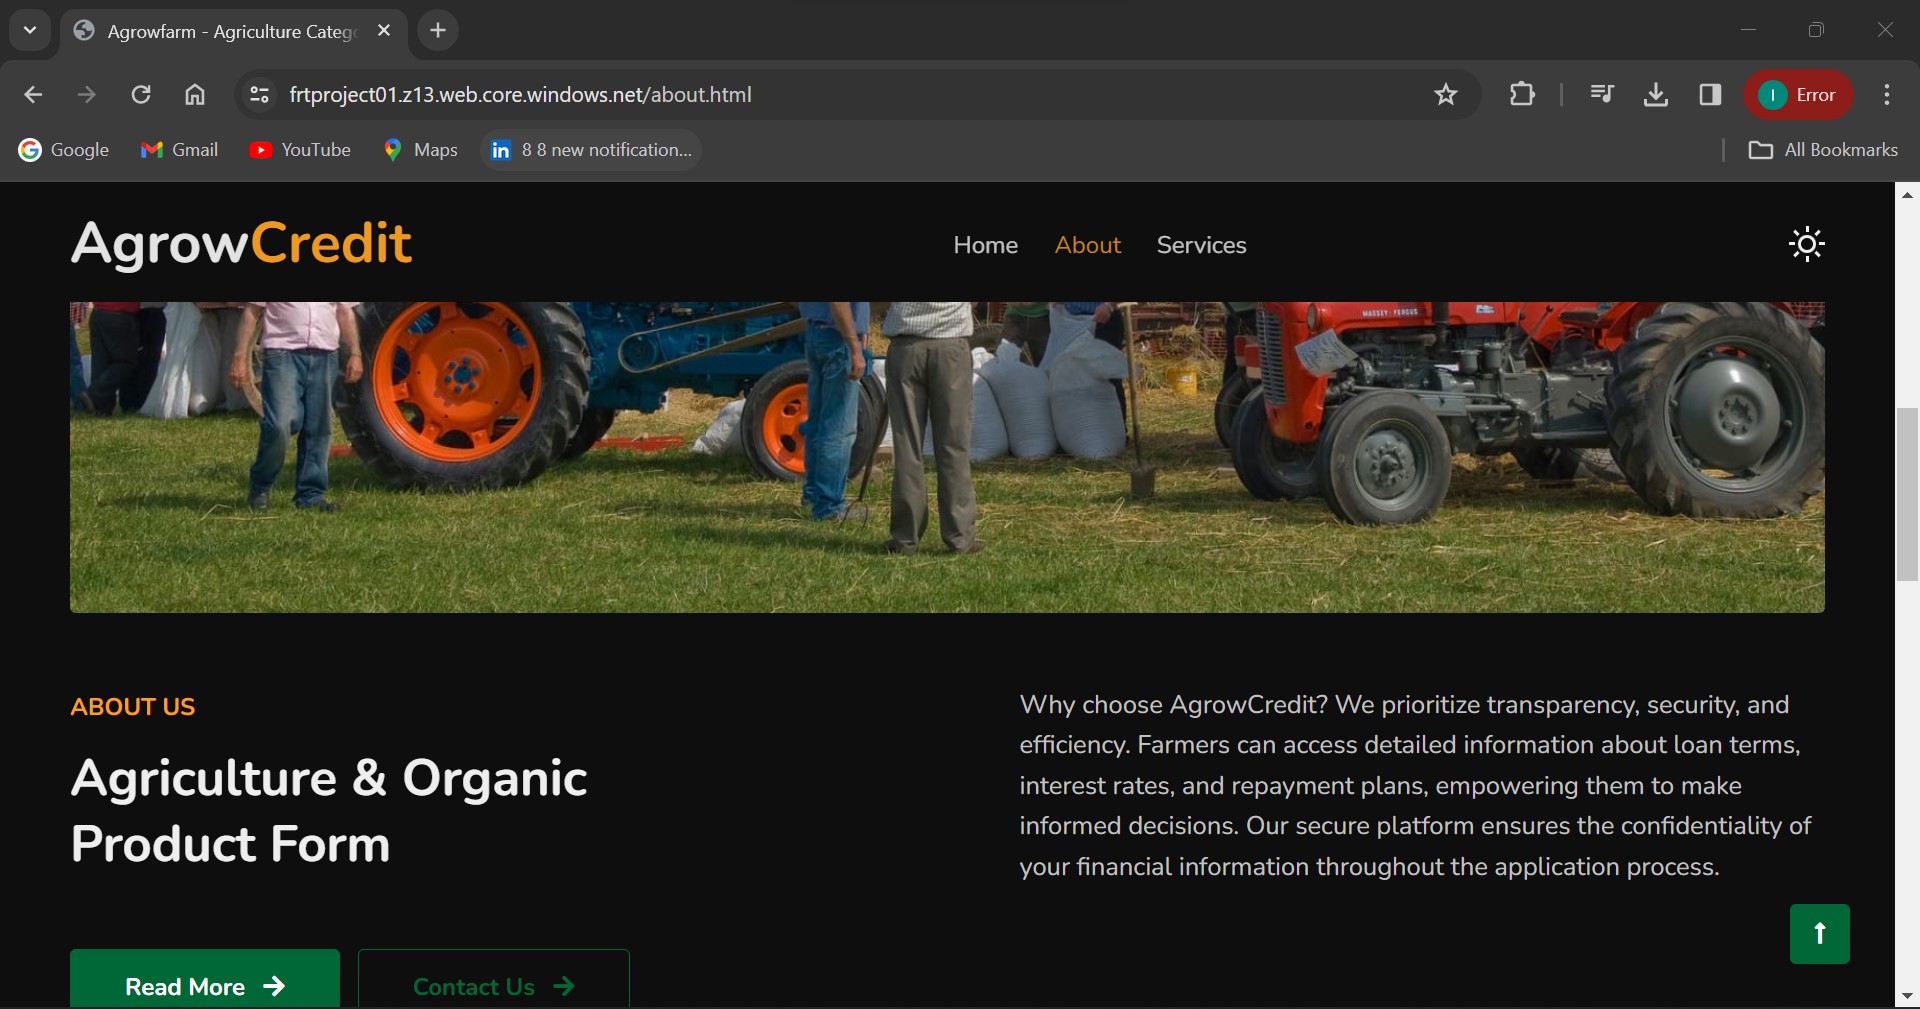 Agrowfarm - Agriculture Catego
frtproject01.z13.web.core.windows.net/about.html
Error
Google
Gmail
YouTube
Maps
8 8 new notification...
All Bookmarks
AgrowCredit
Home
About
Services
MASSEY-FERGUS
ABOUT US
Agriculture & Organic
Product Form
Why choose AgrowCredit? We prioritize transparency, security, and
efficiency. Farmers can access detailed information about loan terms,
interest rates, and repayment plans, empowering them to make
informed decisions. Our secure platform ensures the confidentiality of
your financial information throughout the application process.
Read More
Contact Us